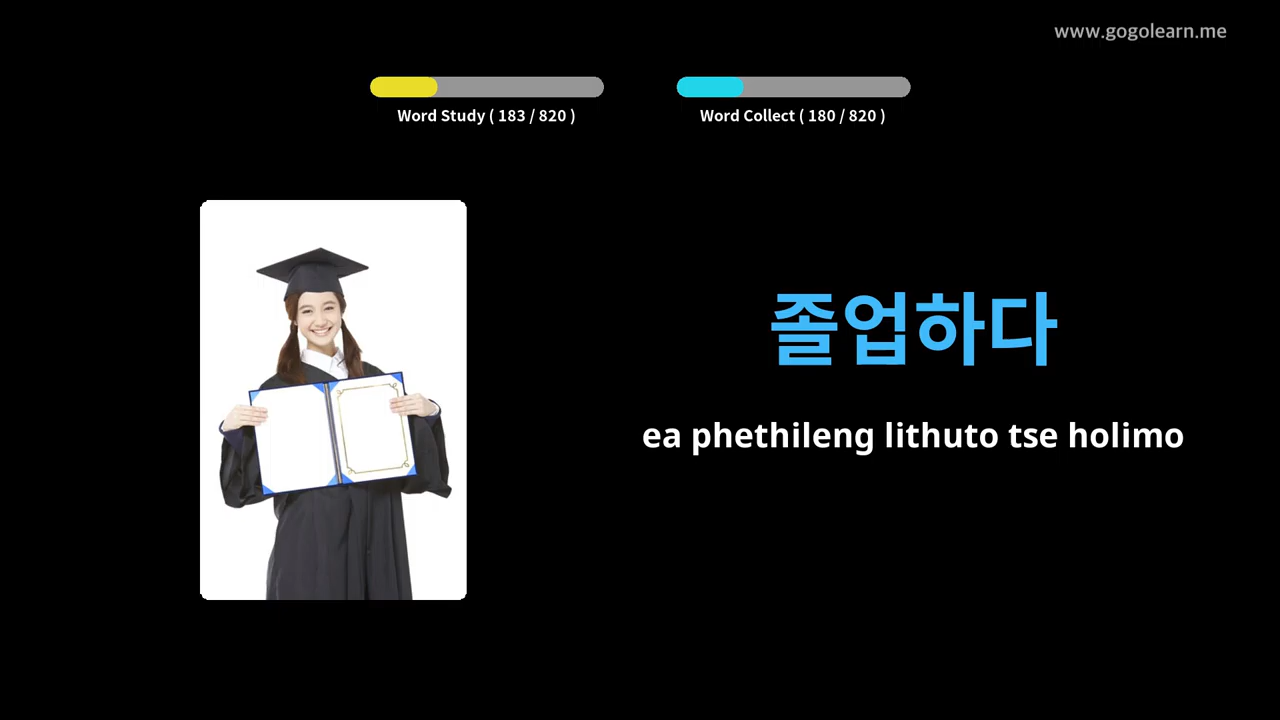 www.gogolearn.me
Word Study ( 183 / 820 )
Word Collect ( 180 / 820 )
졸업하다
ea phethileng lithuto tse holimo